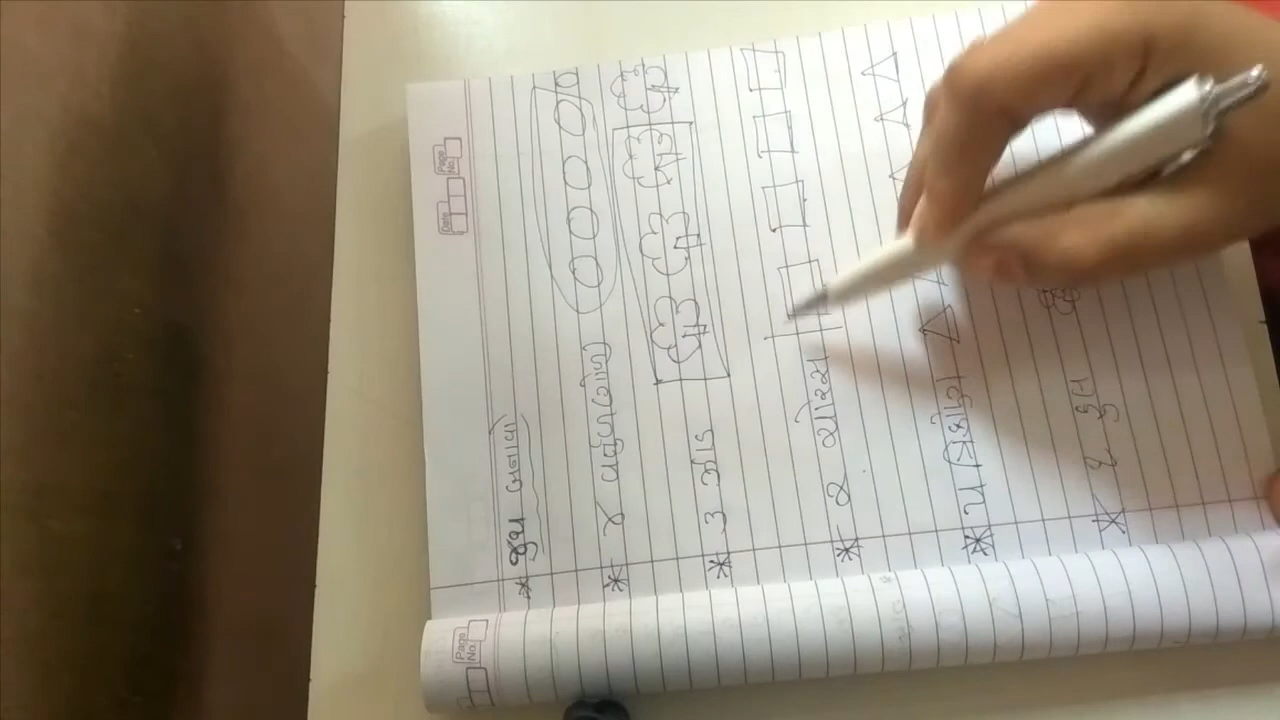 Date
Page No.
* જુથ બનાવો
* ૪ વર્તુળ(ગોળ)
* ૩ ઝાડ
* ૨ ચોરસ
* ૫ ત્રિકોણ
* ૬ ફુલ
Page No.